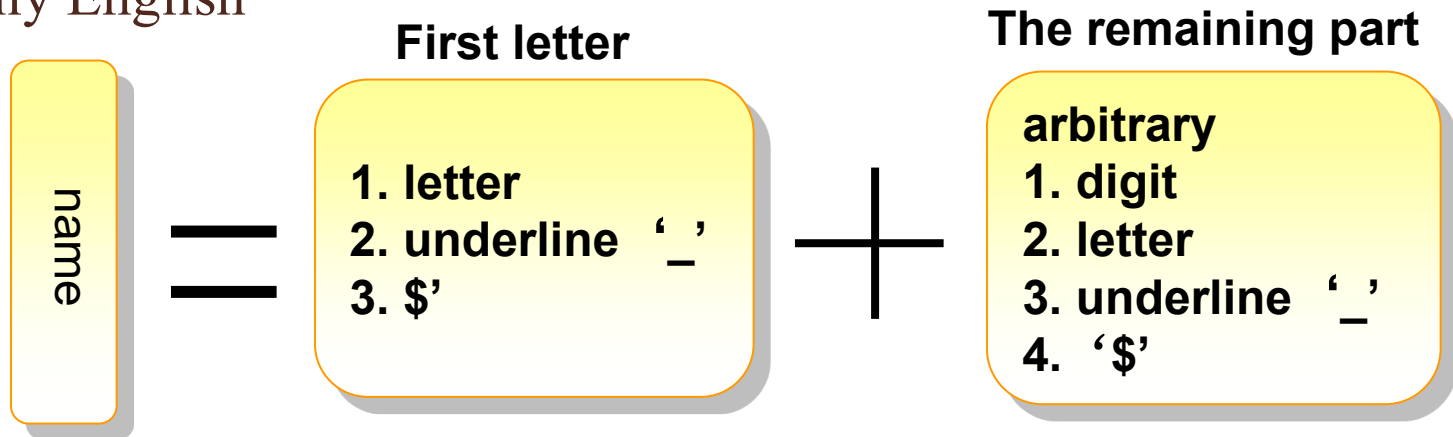 English
First letter
The remaining part
name
1. letter
2. underline ‘_’
3. $’
arbitrary
1. digit
2. letter
3. underline ‘_’
4. ‘$’